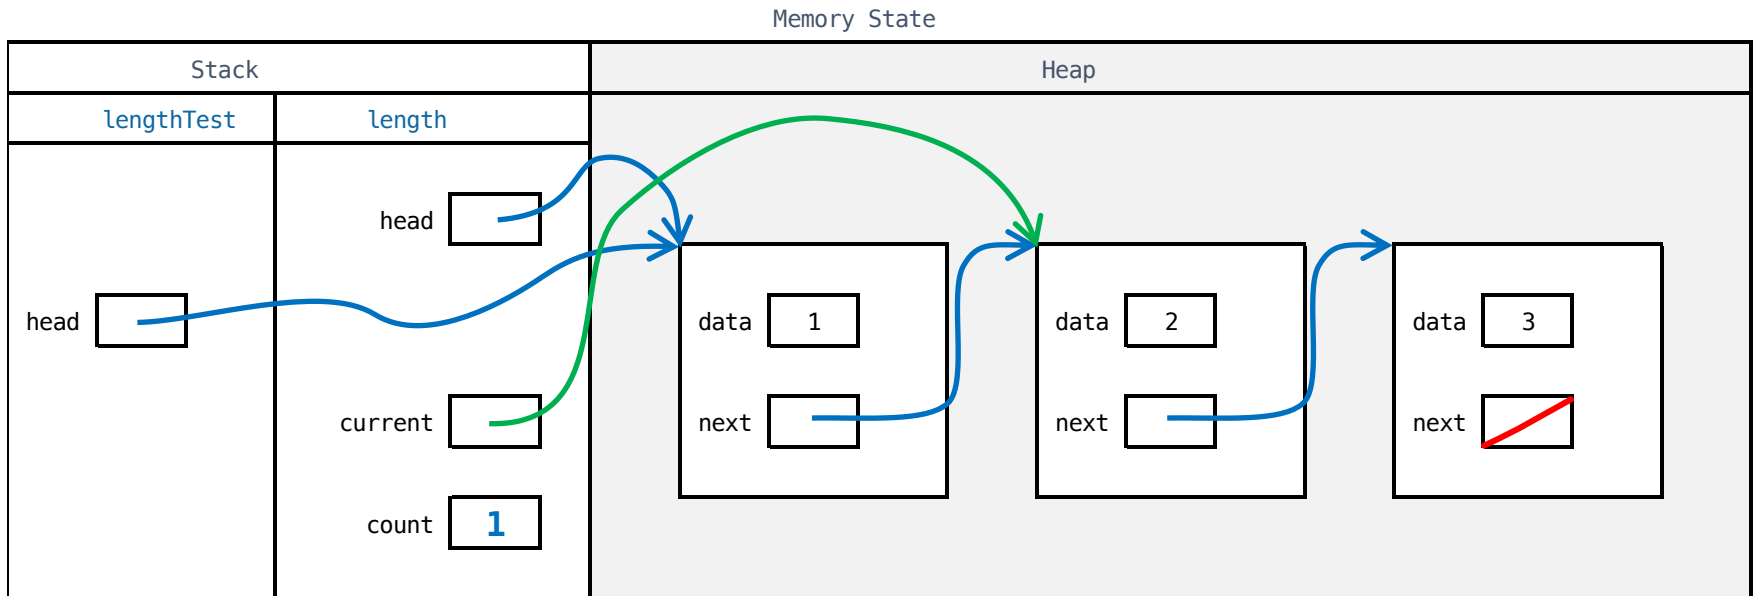 Memory State
Stack
Heap
lengthTest
length
head
head
data 1
data 2
data 3
current
next
next
next
count 1